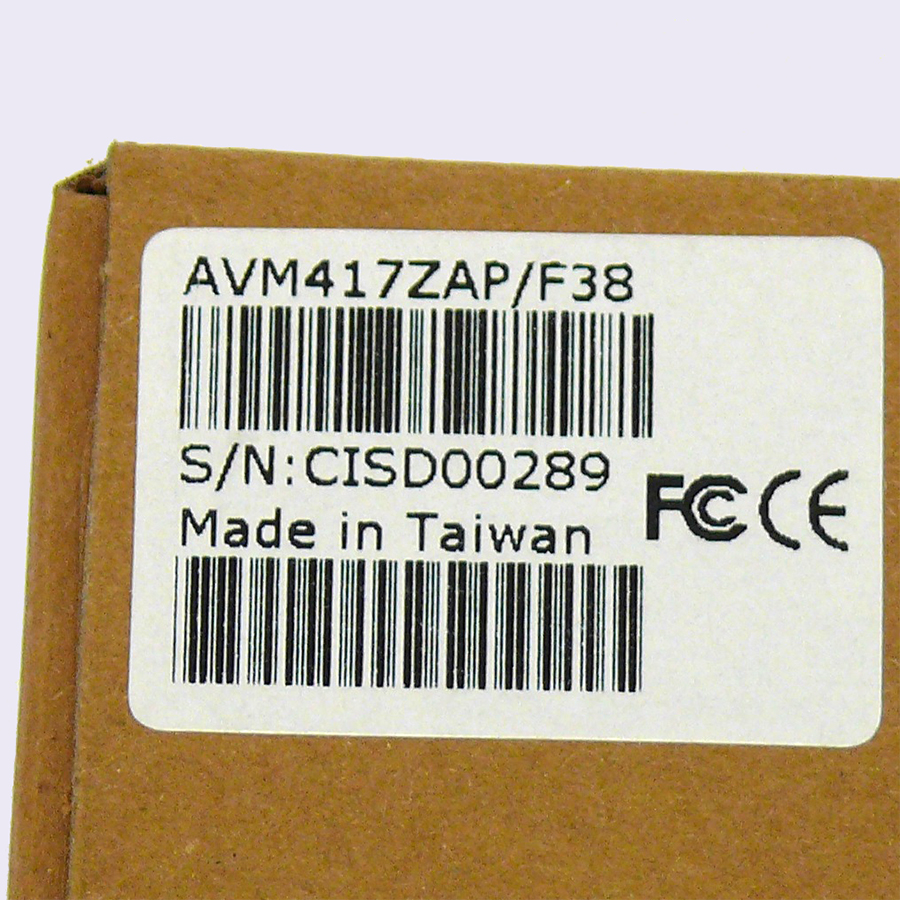 AVM417ZAP/F38
S/N:CISD00289
FC CE
Made in Taiwan